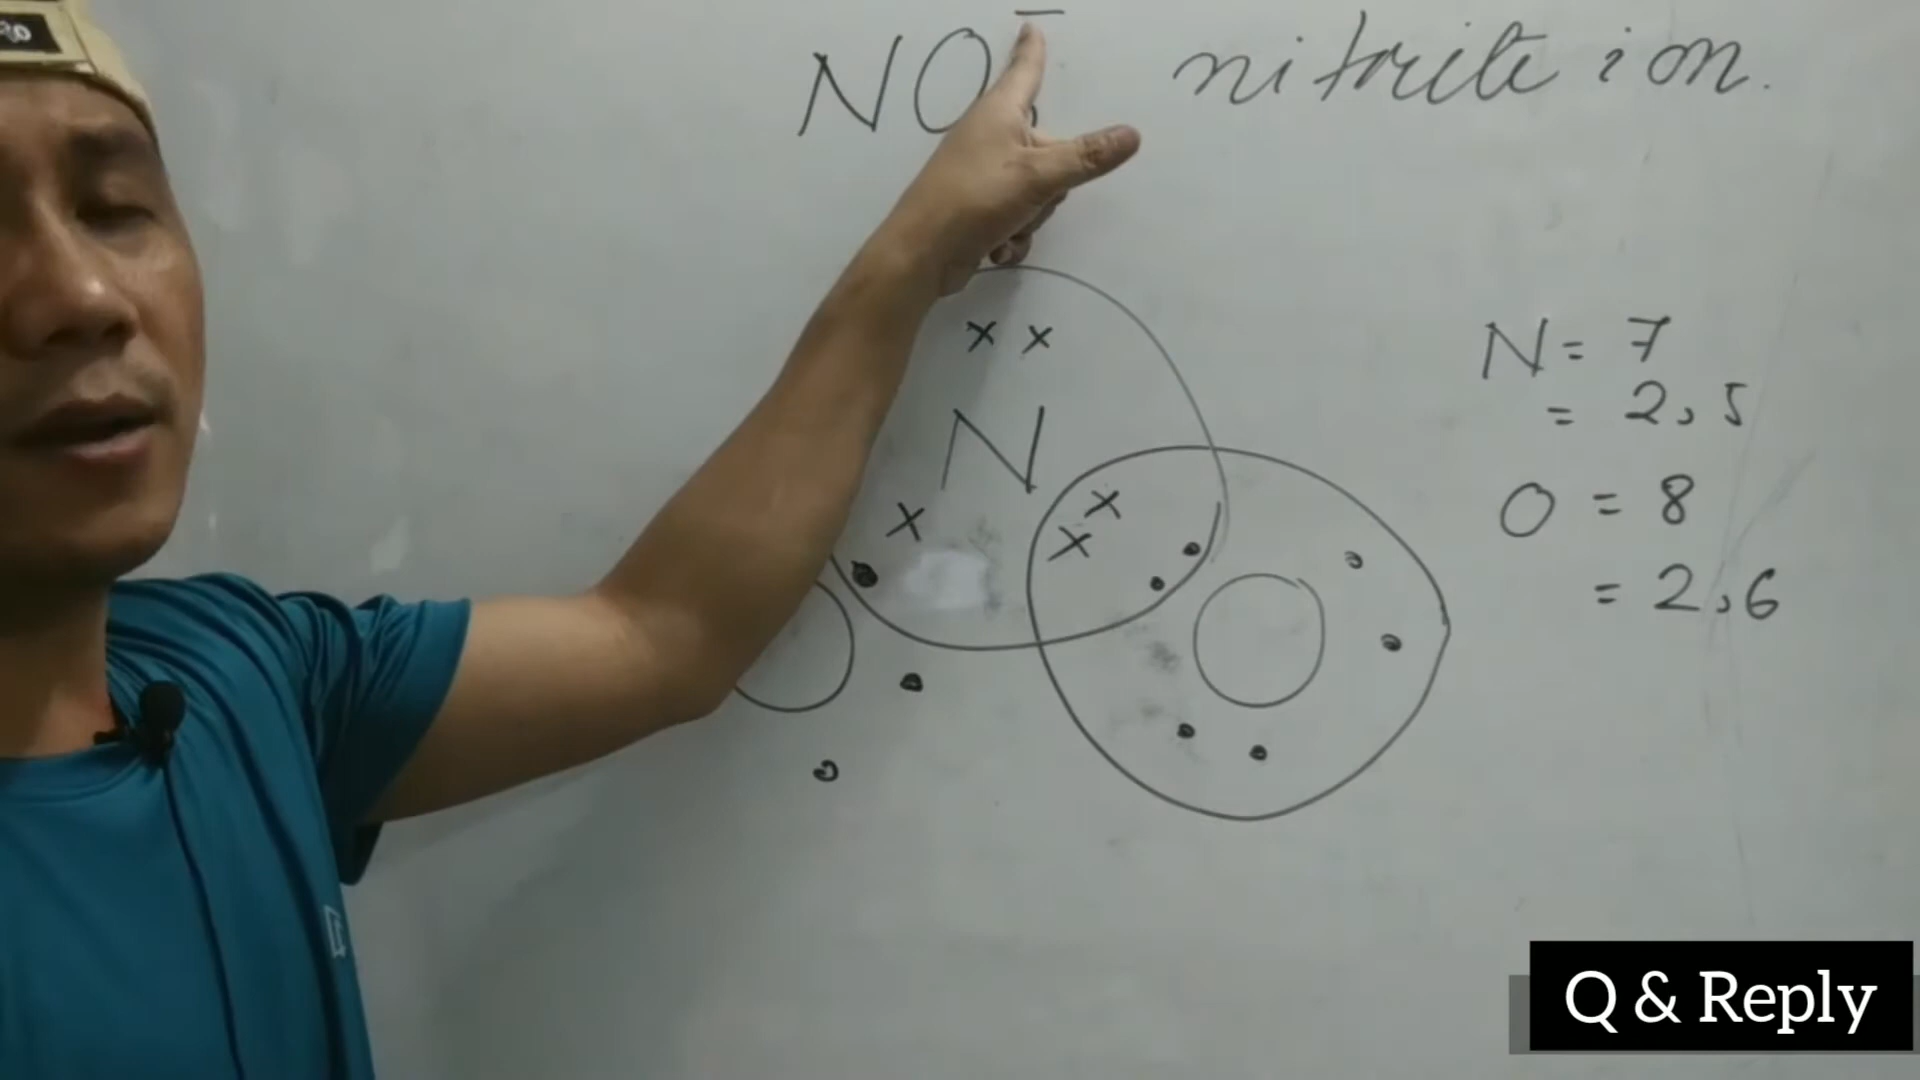 NO⁻ nitrite ion.
x x
N
x x
x
N = 7
= 2,5
O = 8
= 2,6
Q & Reply